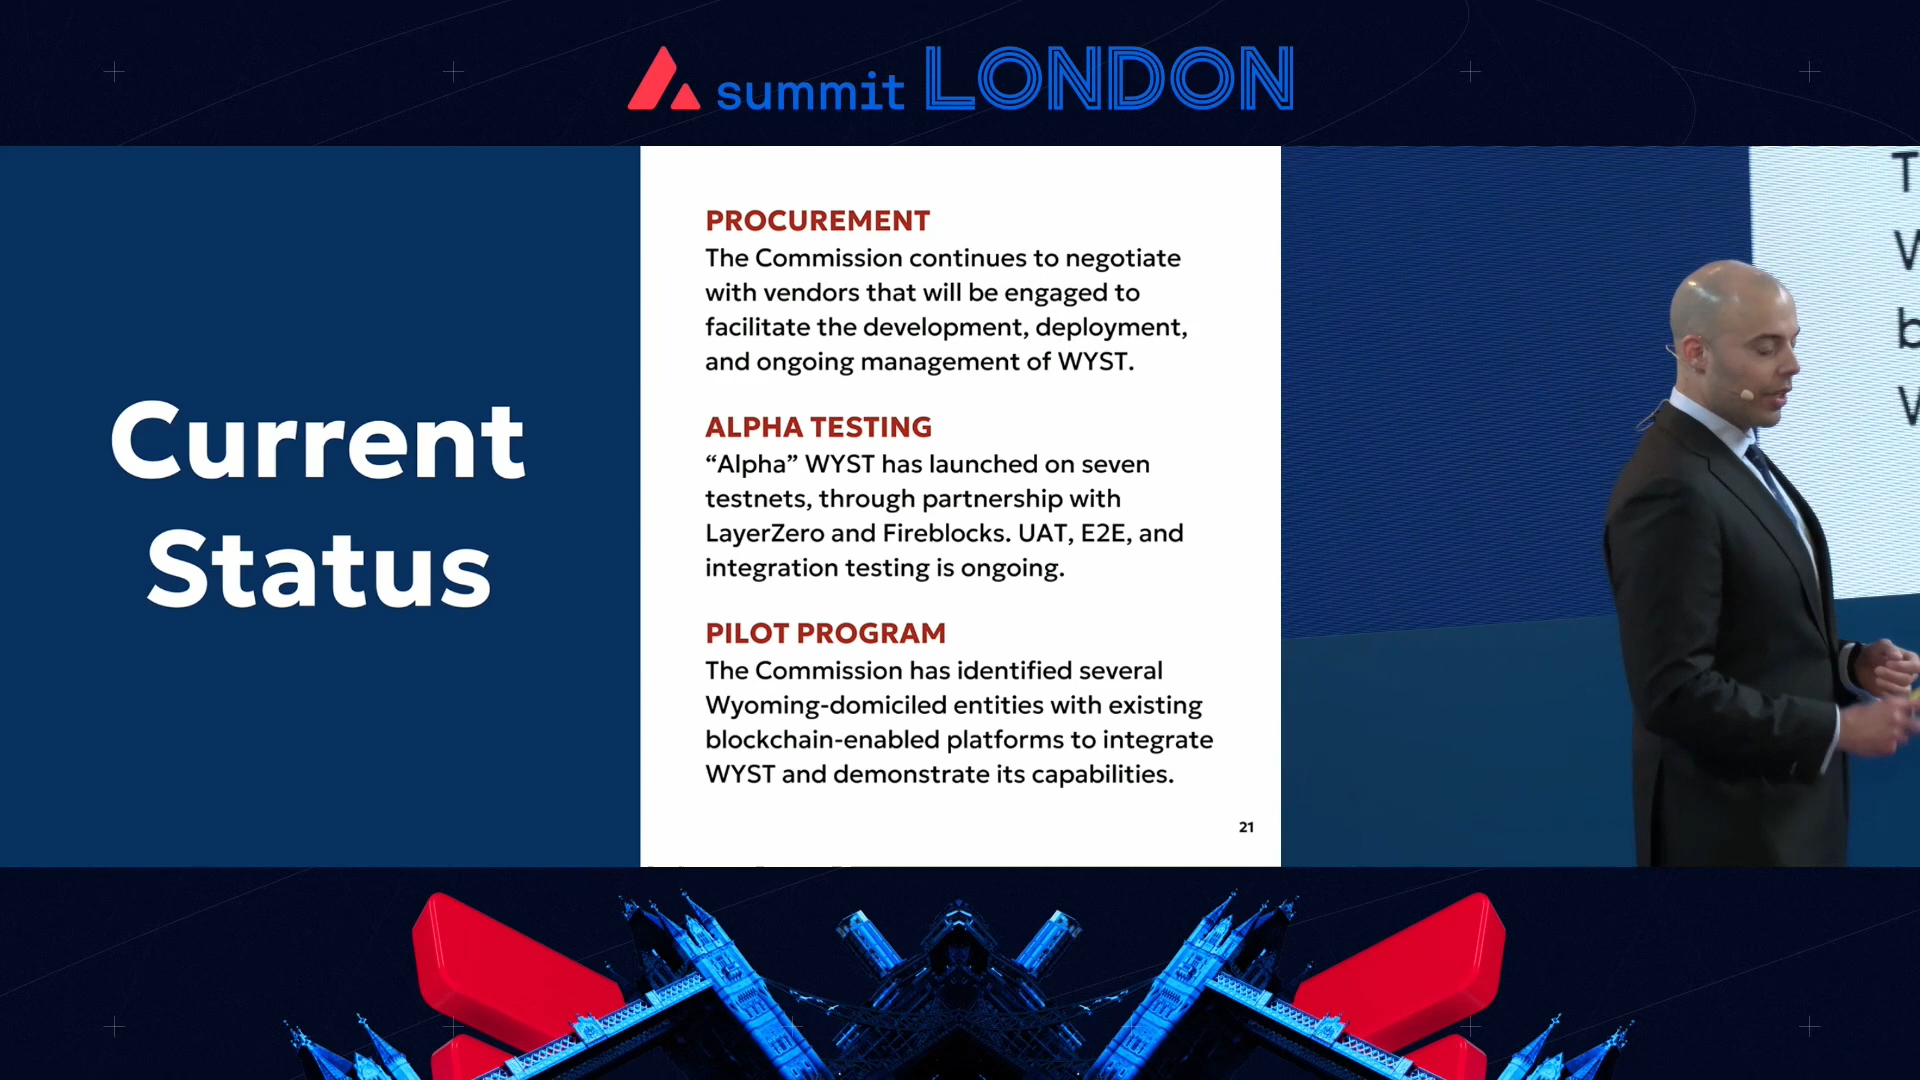 summit LONDON
Current
Status
PROCUREMENT
The Commission continues to negotiate
with vendors that will be engaged to
facilitate the development, deployment,
and ongoing management of WYST.
ALPHA TESTING
“Alpha” WYST has launched on seven
testnets, through partnership with
LayerZero and Fireblocks. UAT, E2E, and
integration testing is ongoing.
PILOT PROGRAM
The Commission has identified several
Wyoming-domiciled entities with existing
blockchain-enabled platforms to integrate
WYST and demonstrate its capabilities.
21